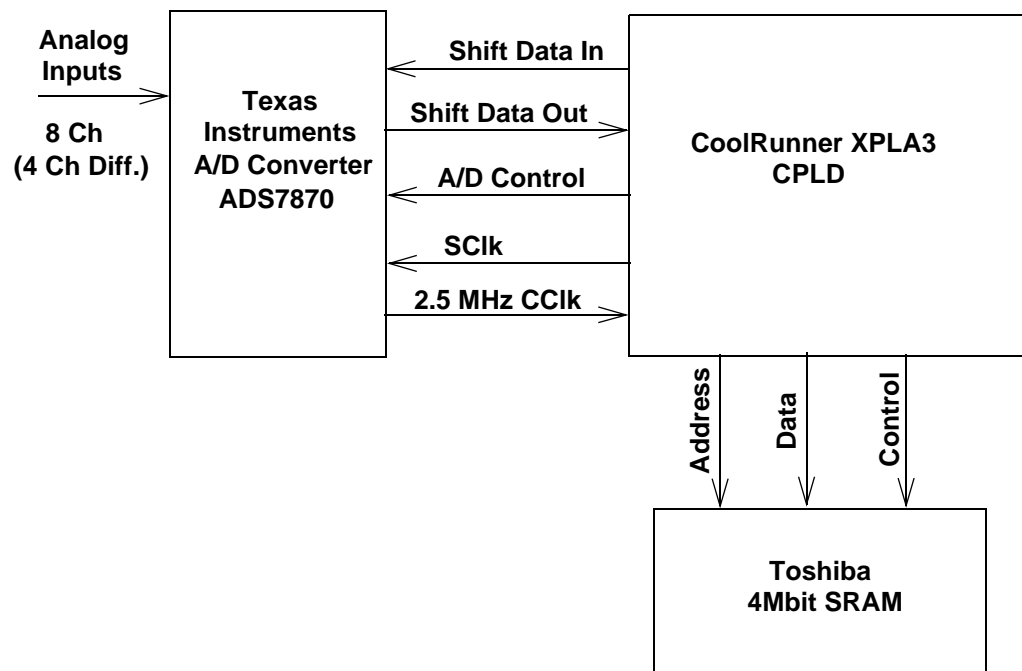 Analog
Inputs
8 Ch
(4 Ch Diff.)
Texas
Instruments
A/D Converter
ADS7870
Shift Data In
Shift Data Out
A/D Control
SClk
2.5 MHz CClk
CoolRunner XPLA3
CPLD
Address
Data
Control
Toshiba
4Mbit SRAM